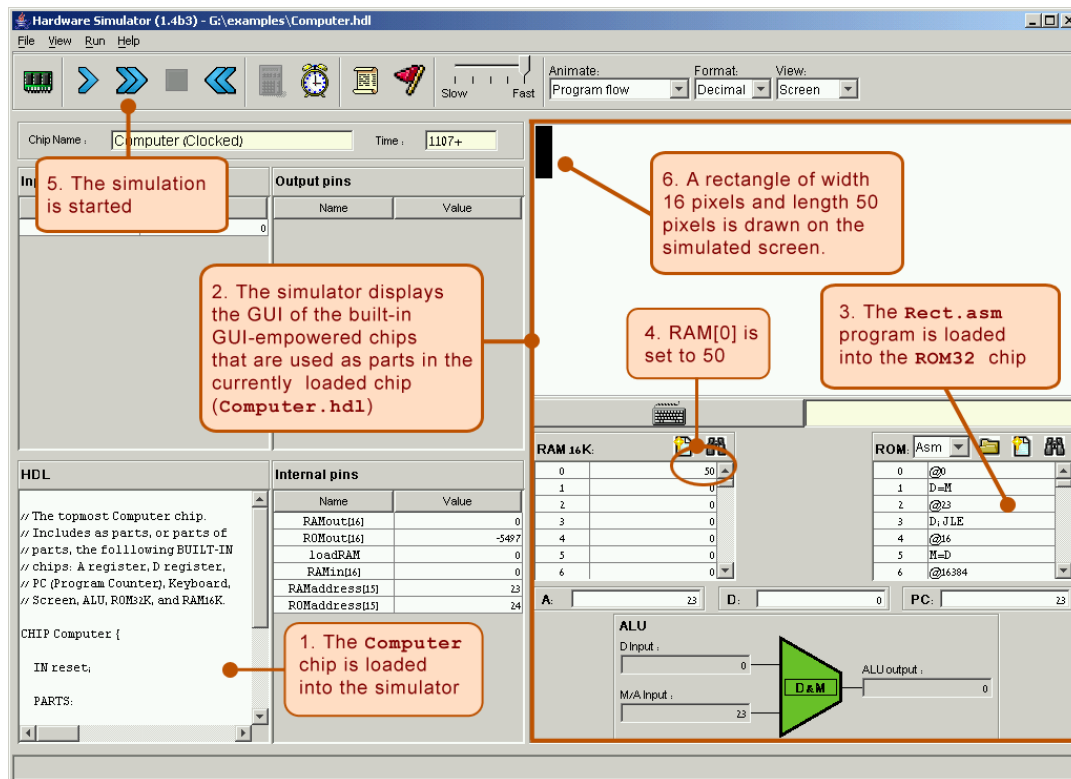 Hardware Simulator (1.4b3) - G:\examples\Computer.hdl
File View Run Help
Slow Fast
Animate: Format: View:
Program flow Decimal Screen
Chip Name : Computer (Clocked) Time : 1107+
5. The simulation
is started
Output pins
Name Value
0
6. A rectangle of width
16 pixels and length 50
pixels is drawn on the
simulated screen.
2. The simulator displays
the GUI of the built-in
GUI-empowered chips
that are used as parts in the
currently loaded chip
(Computer.hdl)
4. RAM[0] is
set to 50
3. The Rect.asm
program is loaded
into the ROM32 chip
RAM 16K:
0 50
1 0
2 0
3 0
4 0
5 0
6 0
ROM: Asm
0 @0
1 D=M
2 @23
3 D;JLE
4 @16
5 M=D
6 @16384
HDL
// The topmost Computer chip.
// Includes as parts, or parts of
// parts, the folllowing BUILT-IN
// chips: A register, D register,
// PC (Program Counter), Keyboard,
// Screen, ALU, ROM32K, and RAM16K.
CHIP Computer {
IN reset;
PARTS:
Internal pins
Name Value
RAMout[16] 0
ROMout[16] -5497
loadRAM 0
RAMin[16] 0
RAMaddress[15] 23
ROMaddress[15] 24
1. The Computer
chip is loaded
into the simulator
A: 23 D: 0 PC: 23
ALU
D Input :
0
M/A Input :
23
D&M
ALU output :
0